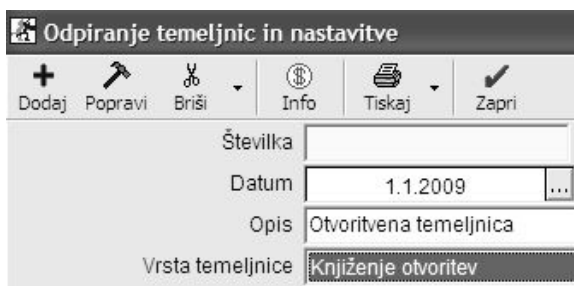 Odpiranje temeljnic in nastavitve
Dodaj Popravi Briši Info Tiskaj Zapri
Številka
Datum 1.1.2009 ...
Opis Otvoritvena temeljnica
Vrsta temeljnice Knjiženje otvoritev